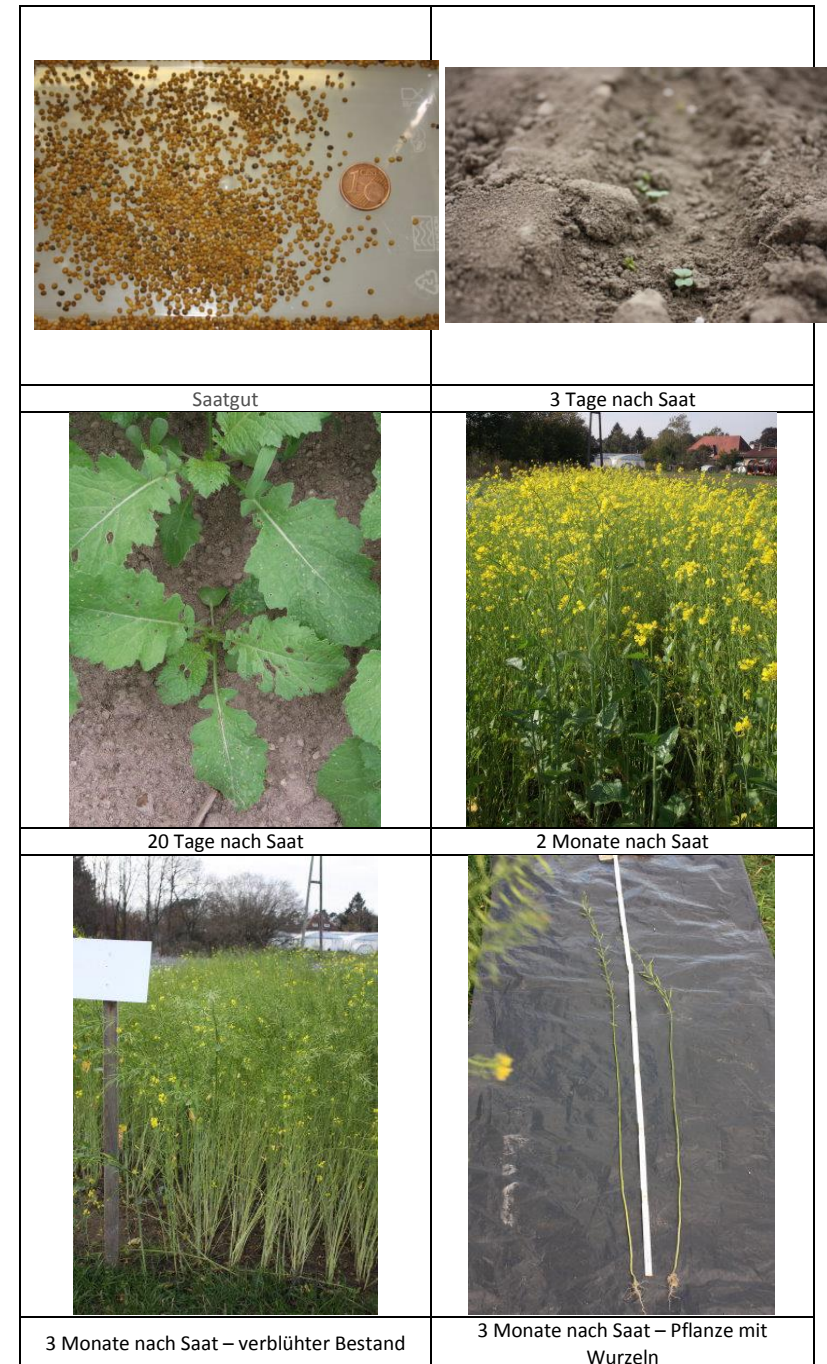 Saatgut
3 Tage nach Saat
20 Tage nach Saat
2 Monate nach Saat
3 Monate nach Saat – verblühter Bestand
3 Monate nach Saat – Pflanze mit
Wurzeln